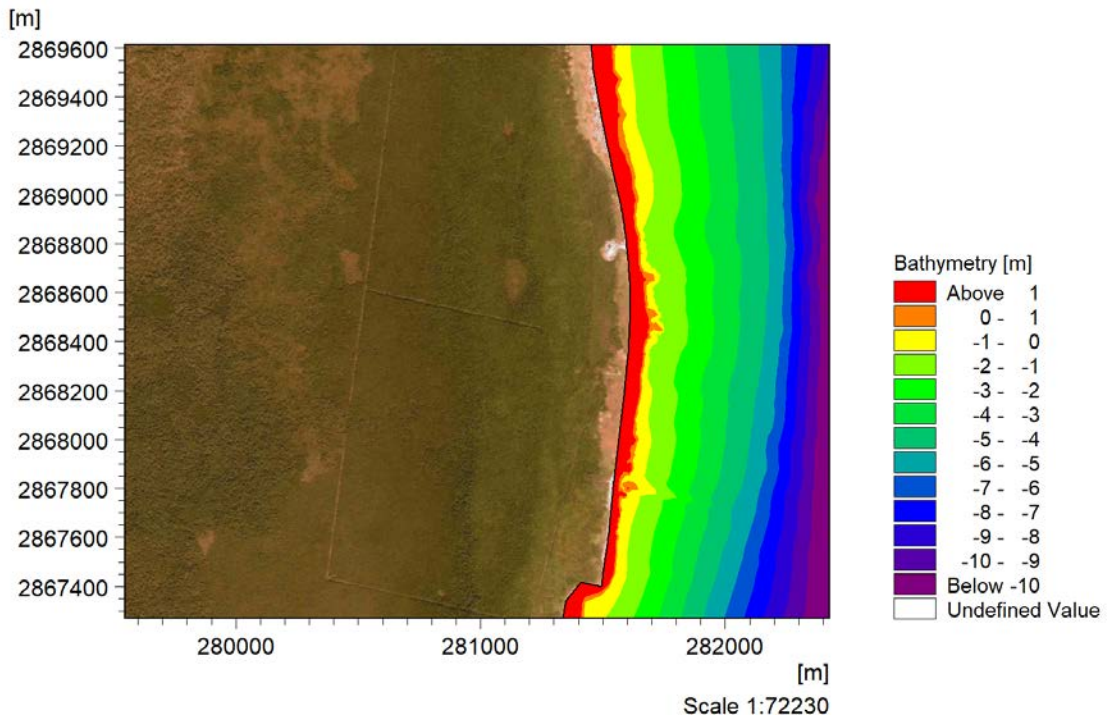 [m]
2869600
2869400
2869200
2869000
2868800
2868600
2868400
2868200
2868000
2867800
2867600
2867400
280000 281000 282000
[m]
Scale 1:72230
Bathymetry [m]
Above 1
0 - 1
-1 - 0
-2 - -1
-3 - -2
-4 - -3
-5 - -4
-6 - -5
-7 - -6
-8 - -7
-9 - -8
-10 - -9
Below -10
Undefined Value